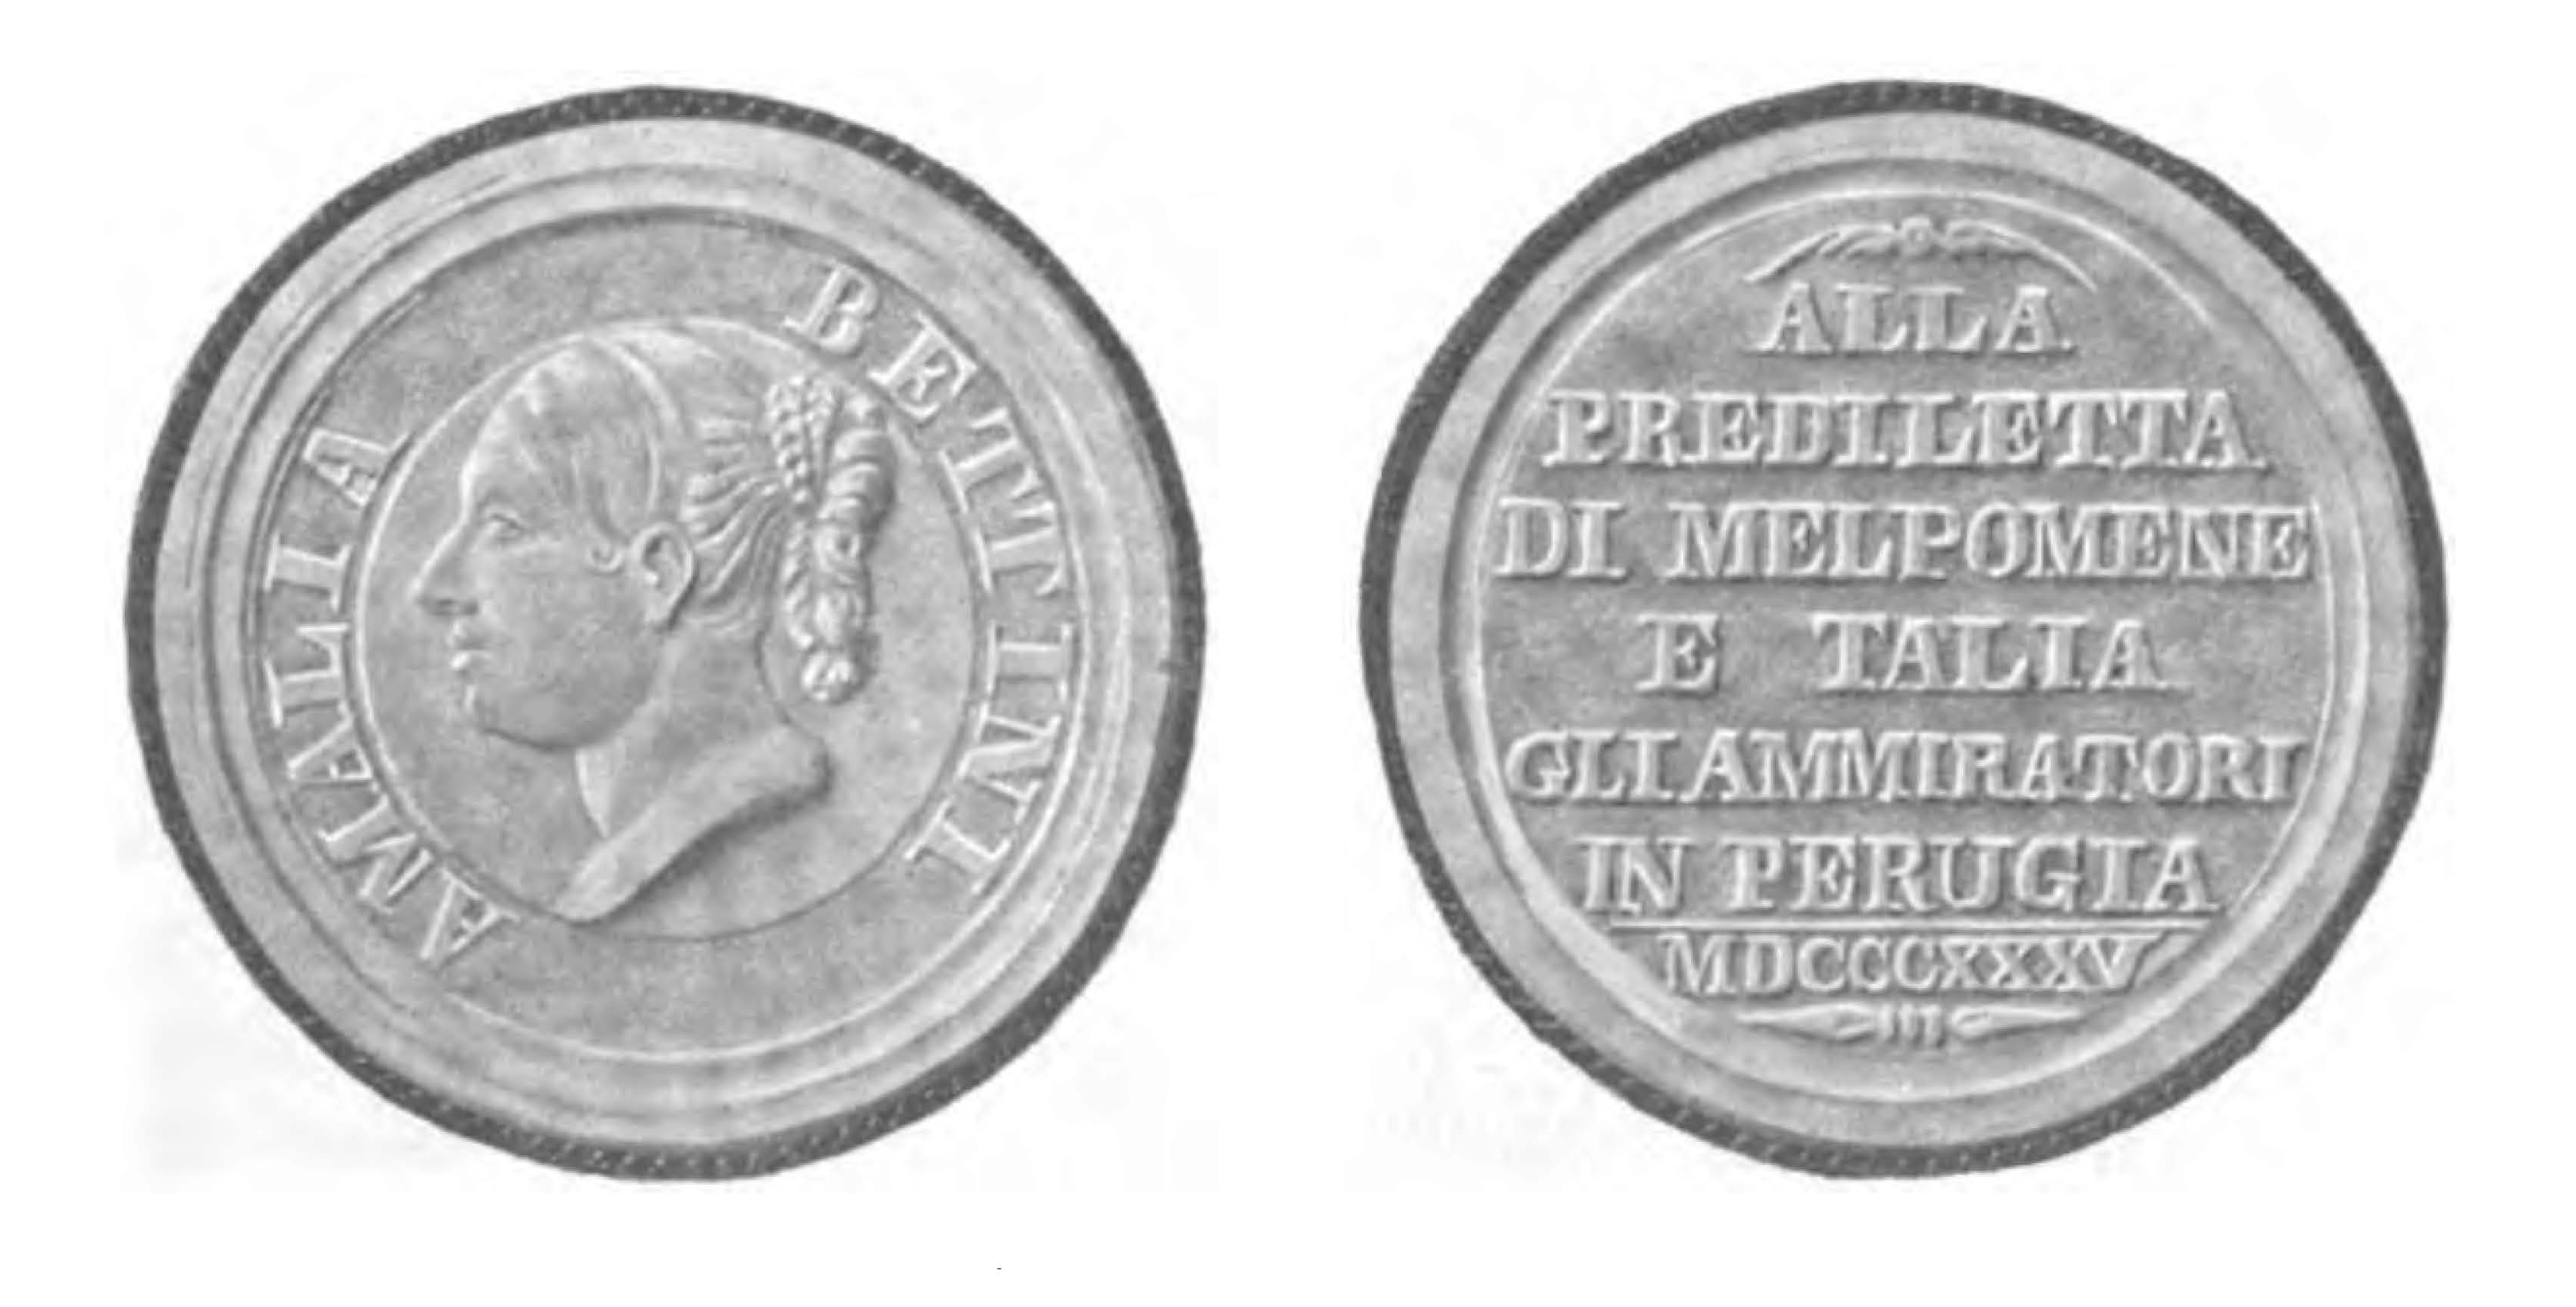 AMALIA BETTINI
ALLA
PREDILETTA
DI MELPOMENE
E TALIA
GLI AMMIRATORI
IN PERUGIA
MDCCCXXXV